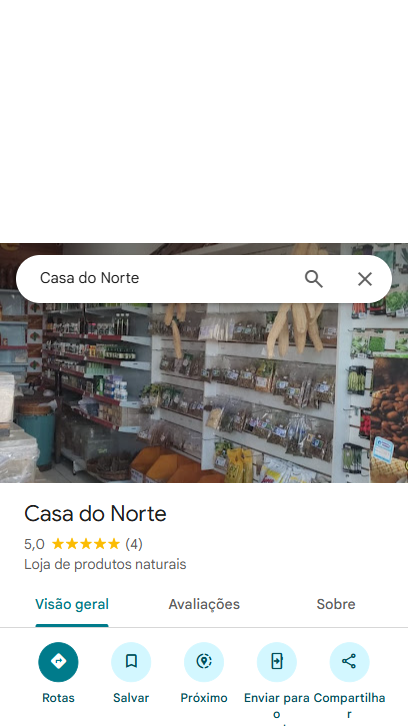 Casa do Norte
Casa do Norte
5,0 (4)
Loja de produtos naturais
Visão geral Avaliações Sobre
Rotas Salvar Próximo Enviar para o Compartilhar